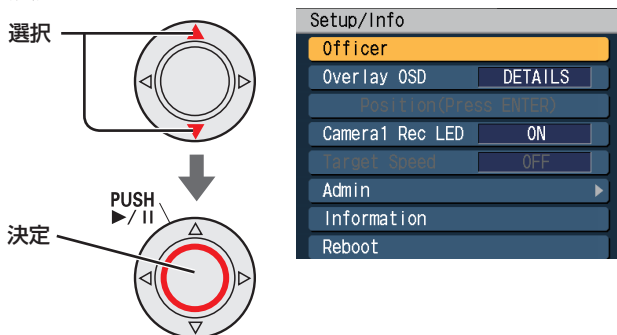 選択
PUSH
►/II
決定
Setup/Info
Officer
Overlay OSD DETAILS
Position(Press ENTER)
Camera1 Rec LED ON
Target Speed OFF
Admin
Information
Reboot